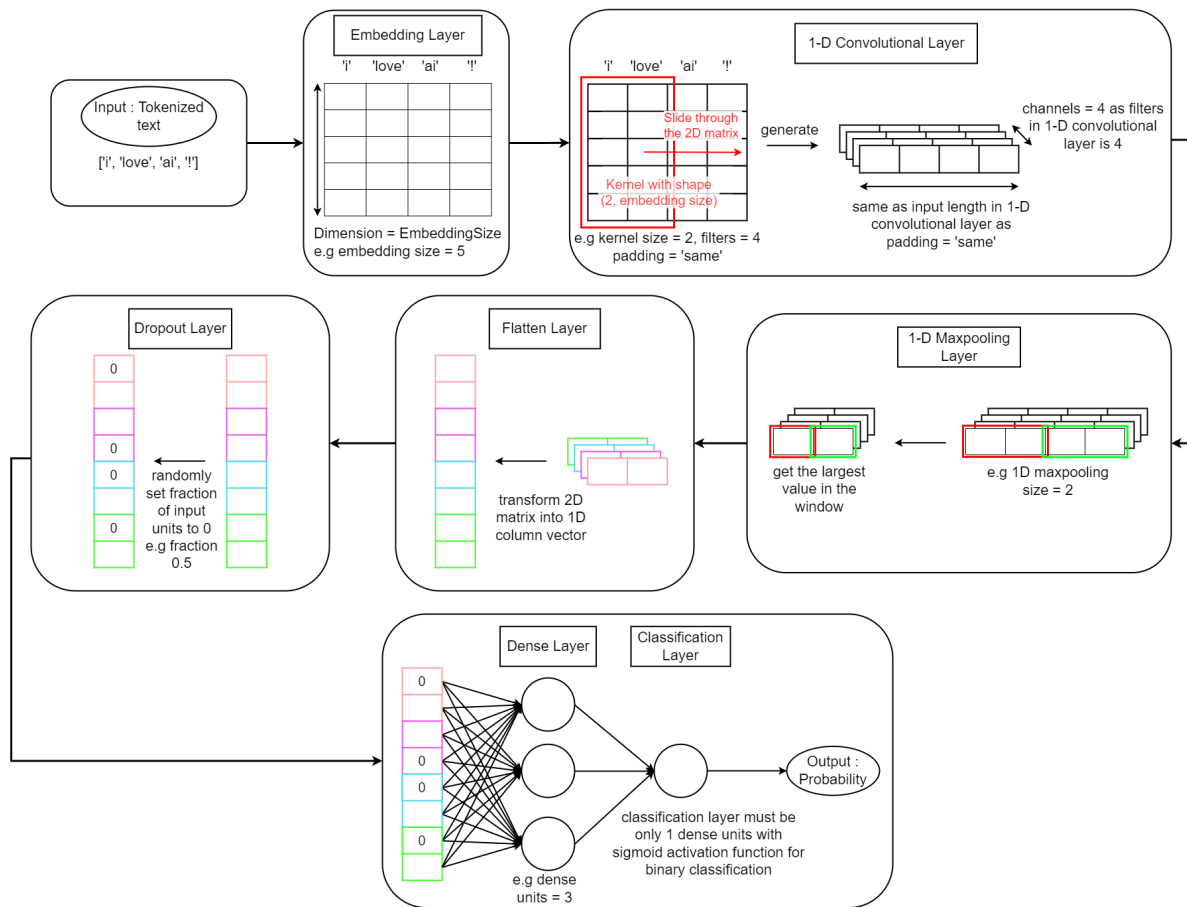 Input : Tokenized
text
['i', 'love', 'ai', '!']
Embedding Layer
'i' 'love' 'ai' '!'
Dimension = EmbeddingSize
e.g embedding size = 5
1-D Convolutional Layer
'i' 'love' 'ai' '!'
Slide through
the 2D matrix
Kernel with shape
(2, embedding size)
e.g kernel size = 2, filters = 4
padding = 'same'
generate
channels = 4 as filters
in 1-D convolutional
layer is 4
same as input length in 1-D
convolutional layer as
padding = 'same'
1-D Maxpooling
Layer
e.g 1D maxpooling
size = 2
get the largest
value in the
window
Flatten Layer
transform 2D
matrix into 1D
column vector
Dropout Layer
0
0
0
0
randomly
set fraction
of input
units to 0
e.g fraction
0.5
Dense Layer
0
0
0
0
e.g dense
units = 3
Classification
Layer
classification layer must be
only 1 dense units with
sigmoid activation function for
binary classification
Output :
Probability